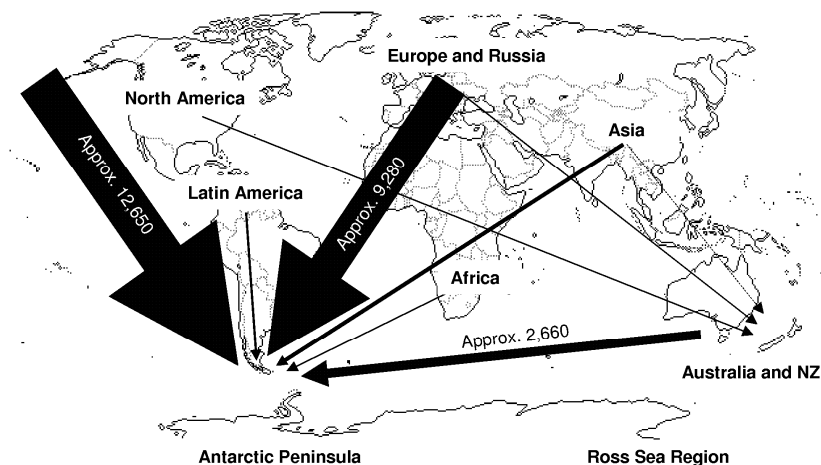 Europe and Russia
North America
Asia
Approx. 12,650
Approx. 9,280
Latin America
Africa
Approx. 2,660
Australia and NZ
Antarctic Peninsula
Ross Sea Region